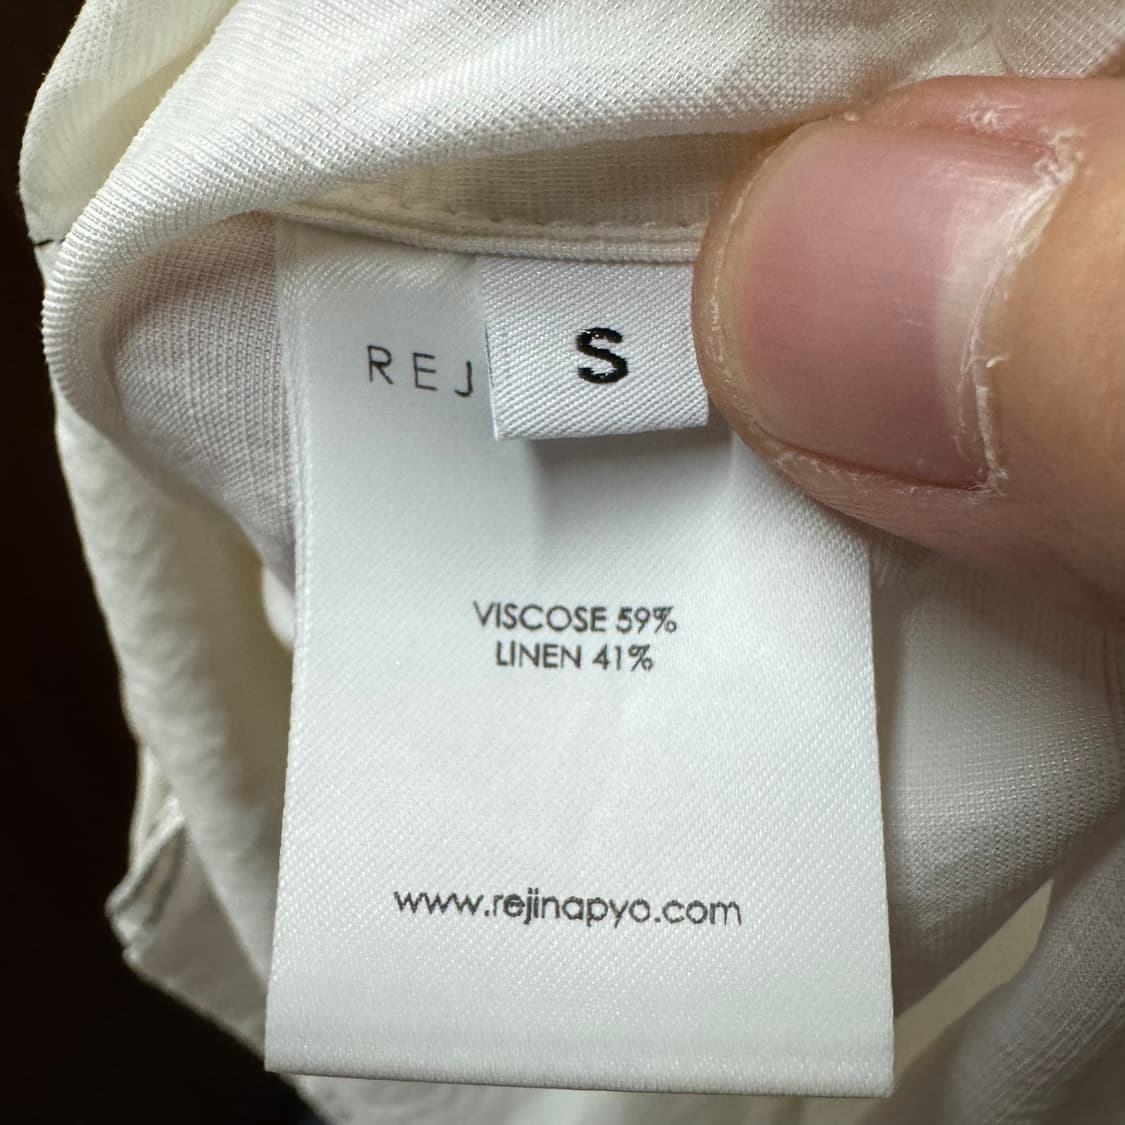 REJ
S
VISCOSE 59%
LINEN 41%
www.rejinapyo.com